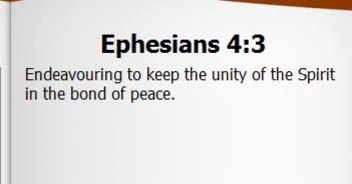 Ephesians 4:3
Endeavouring to keep the unity of the Spirit
in the bond of peace.